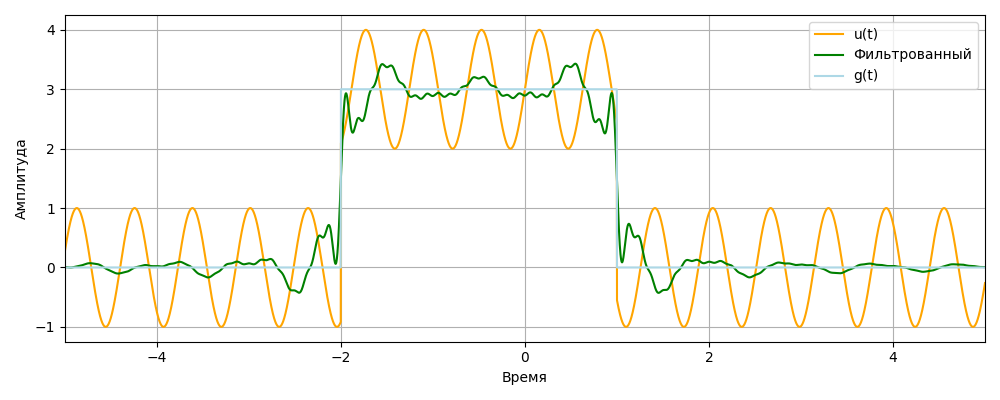 u(t)
Фильтрованный
g(t)
4
3
2
1
0
−1
Амплитуда
−4
−2
0
2
4
Время